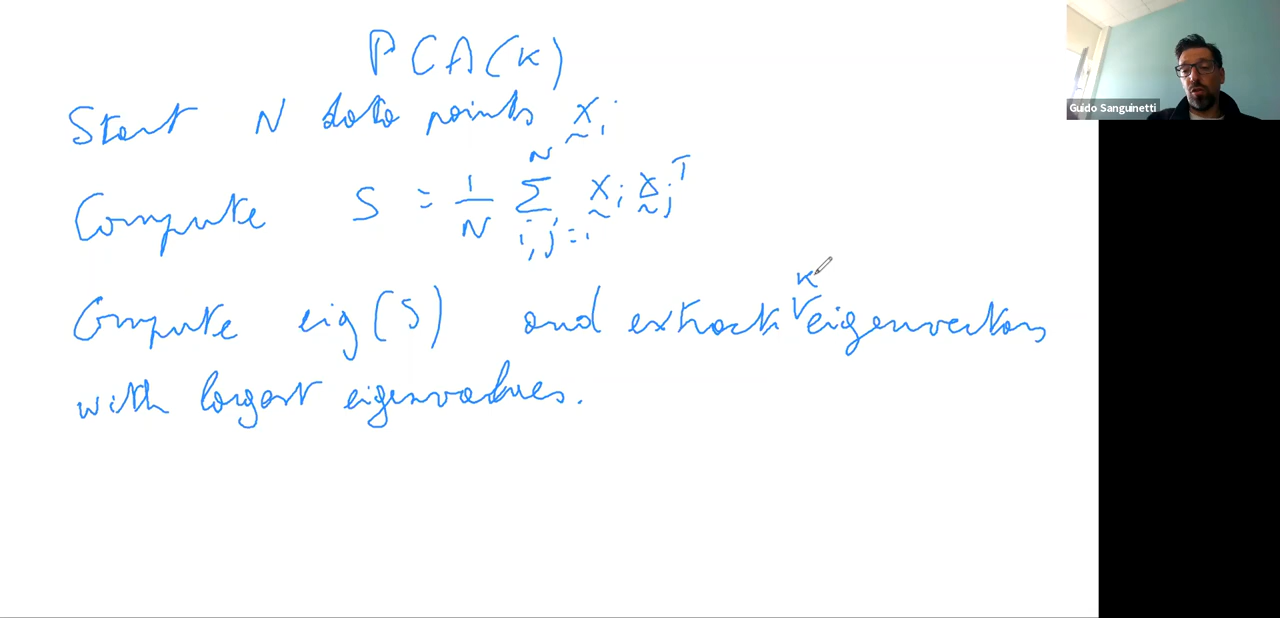 PCA(K)
Start N data points x_i
Compute S = 1/N Σ_{i,j=1}^{N} x_i x_j^T
Compute eig(S) and extract K eigenvectors
with largest eigenvalues.
Guido Sanguinetti